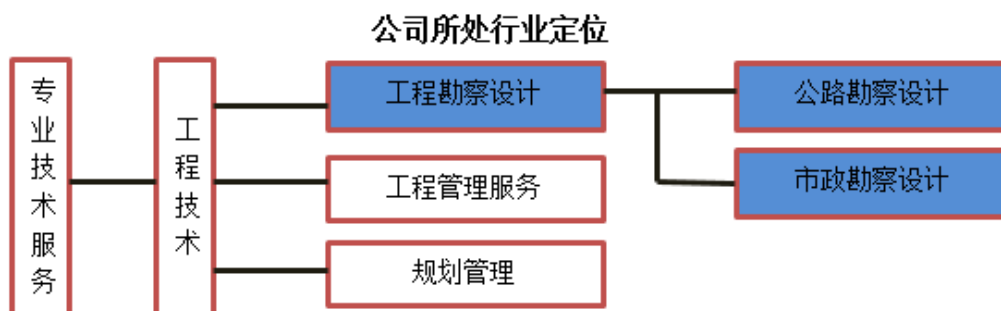 公司所处行业定位
专业技术服务
工程技术
工程勘察设计
工程管理服务
规划管理
公路勘察设计
市政勘察设计